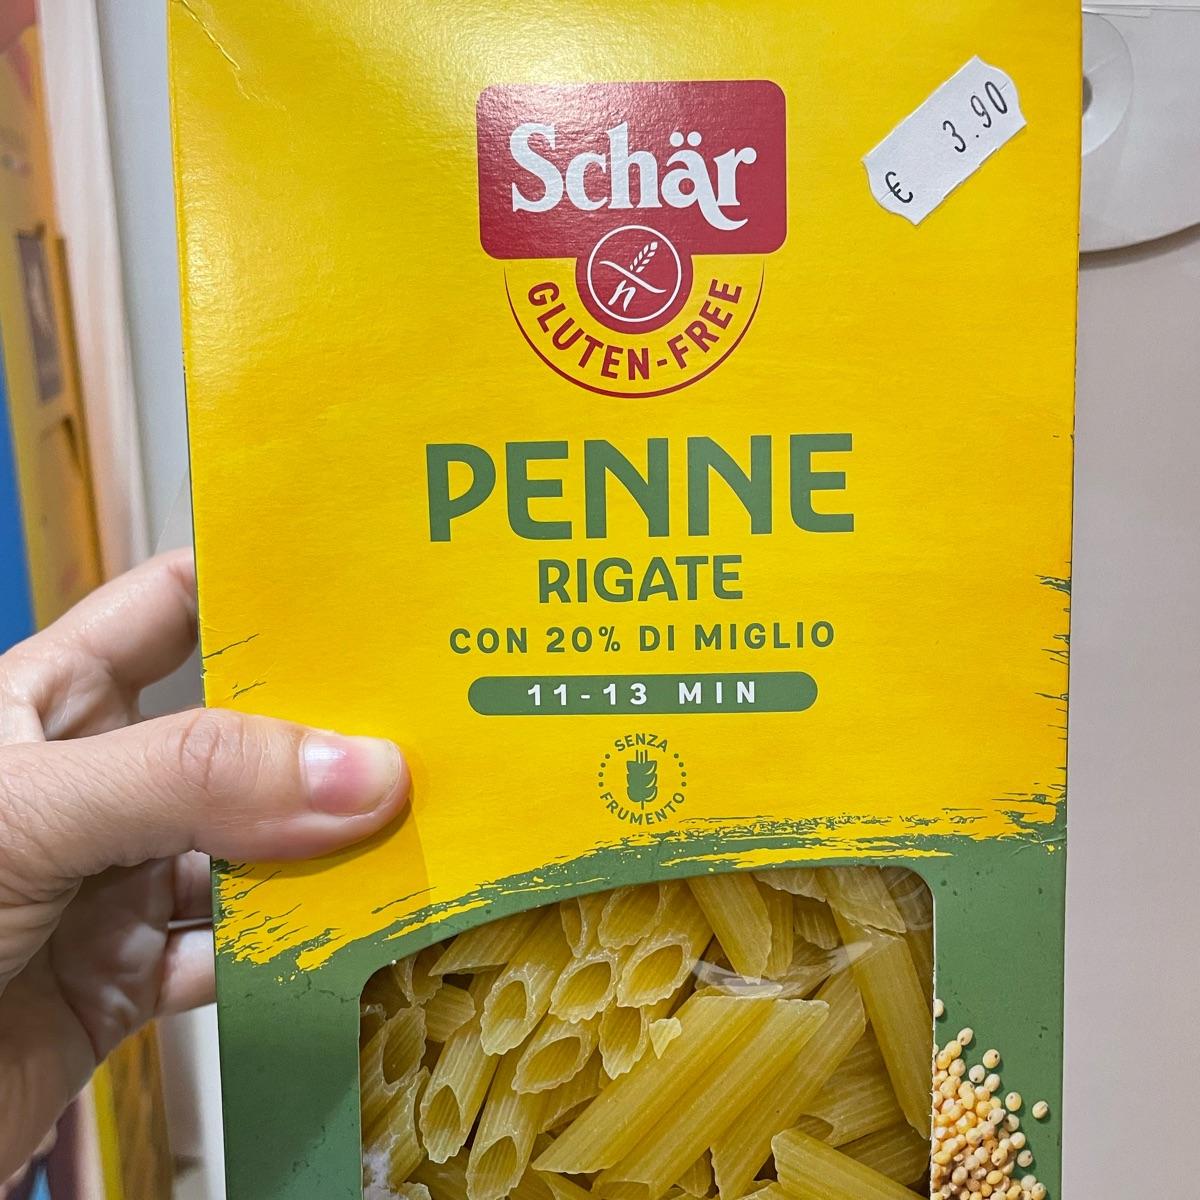 Schär
GLUTEN-FREE
€ 3.90
PENNE
RIGATE
CON 20% DI MIGLIO
11-13 MIN
SENZA
FRUMENTO